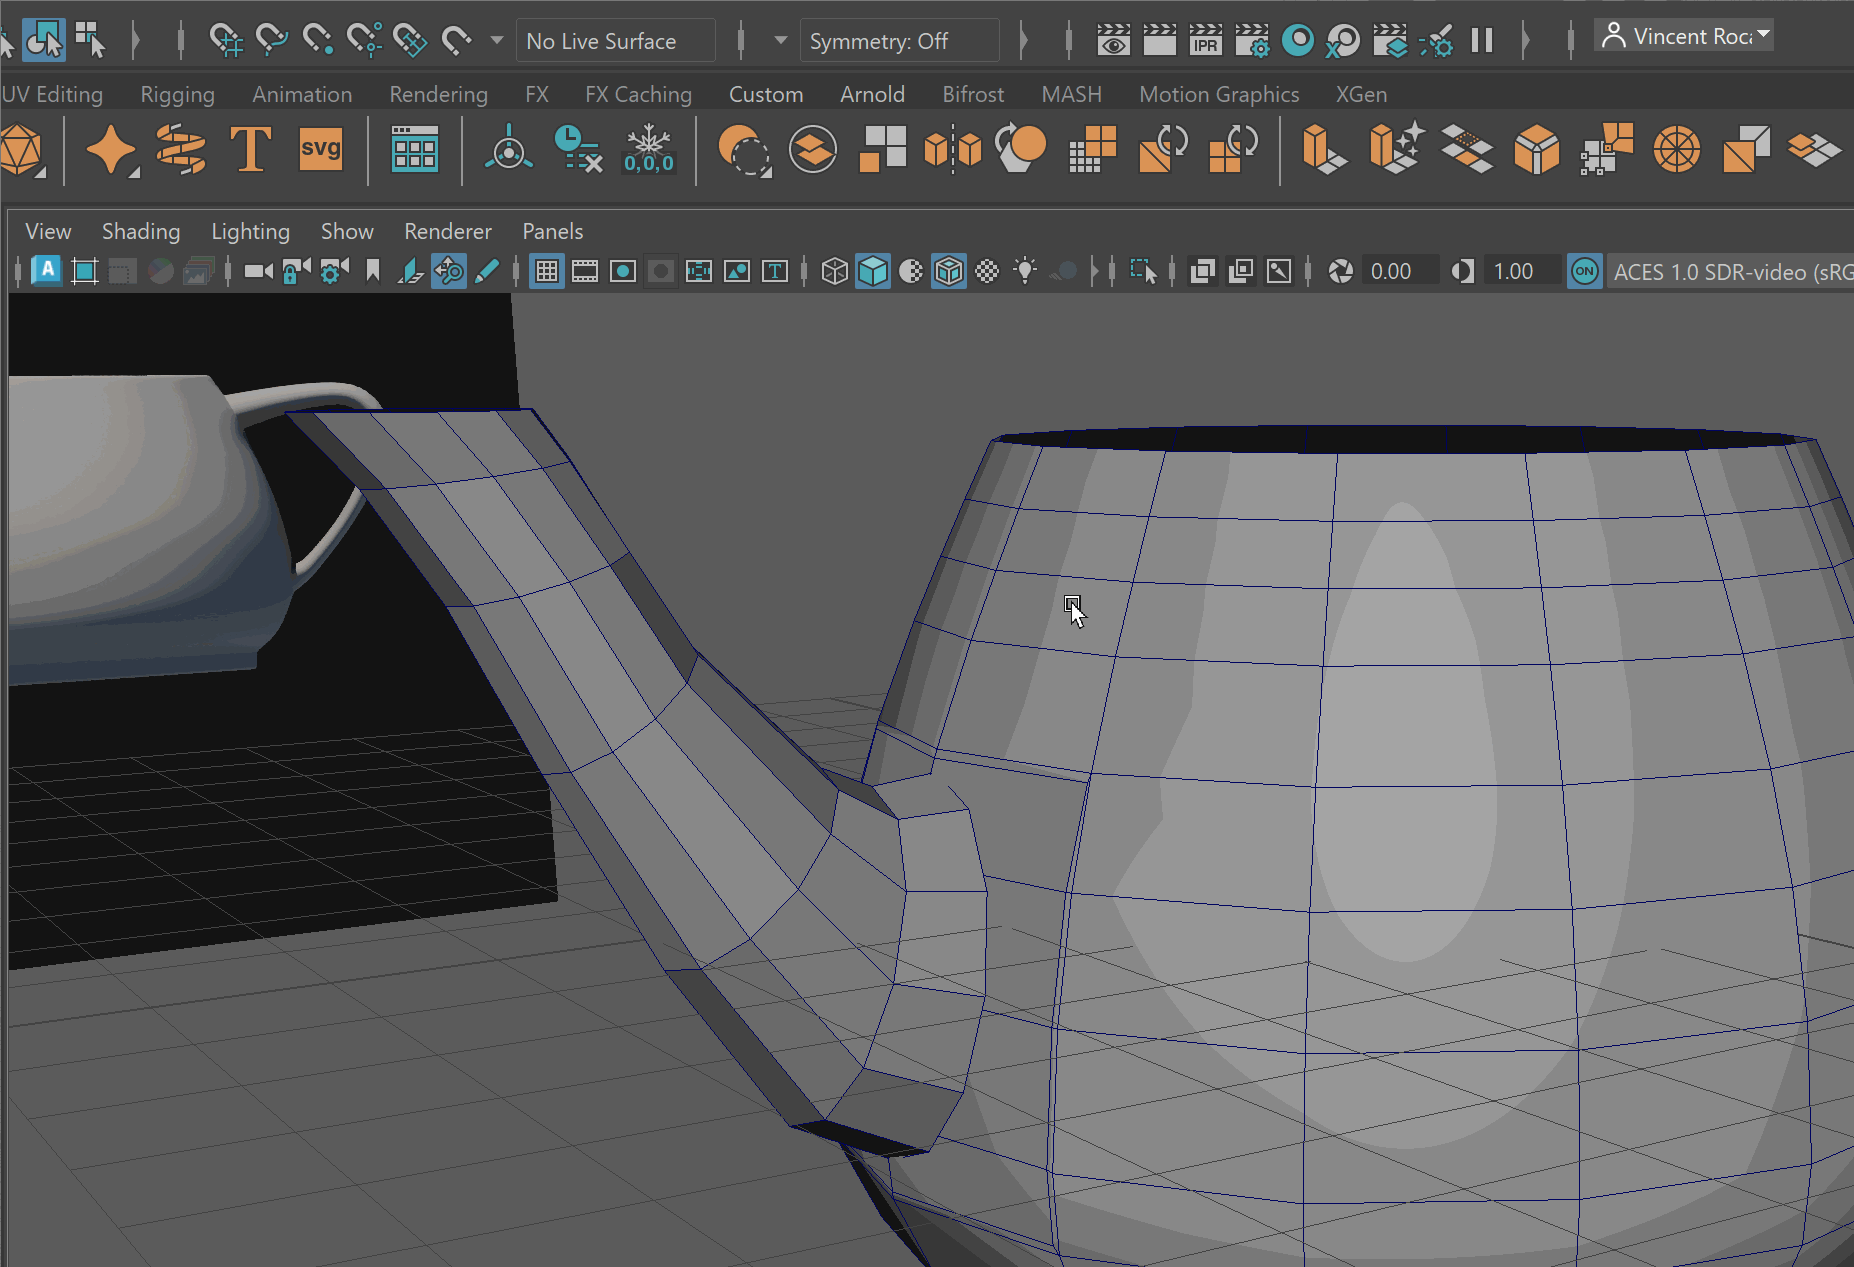 No Live Surface
Symmetry: Off
IPR
Vincent Roca
UV Editing Rigging Animation Rendering FX FX Caching Custom Arnold Bifrost MASH Motion Graphics XGen
T svg 0,0,0
View Shading Lighting Show Renderer Panels
A T 0.00 1.00 ON ACES 1.0 SDR-video (sRG